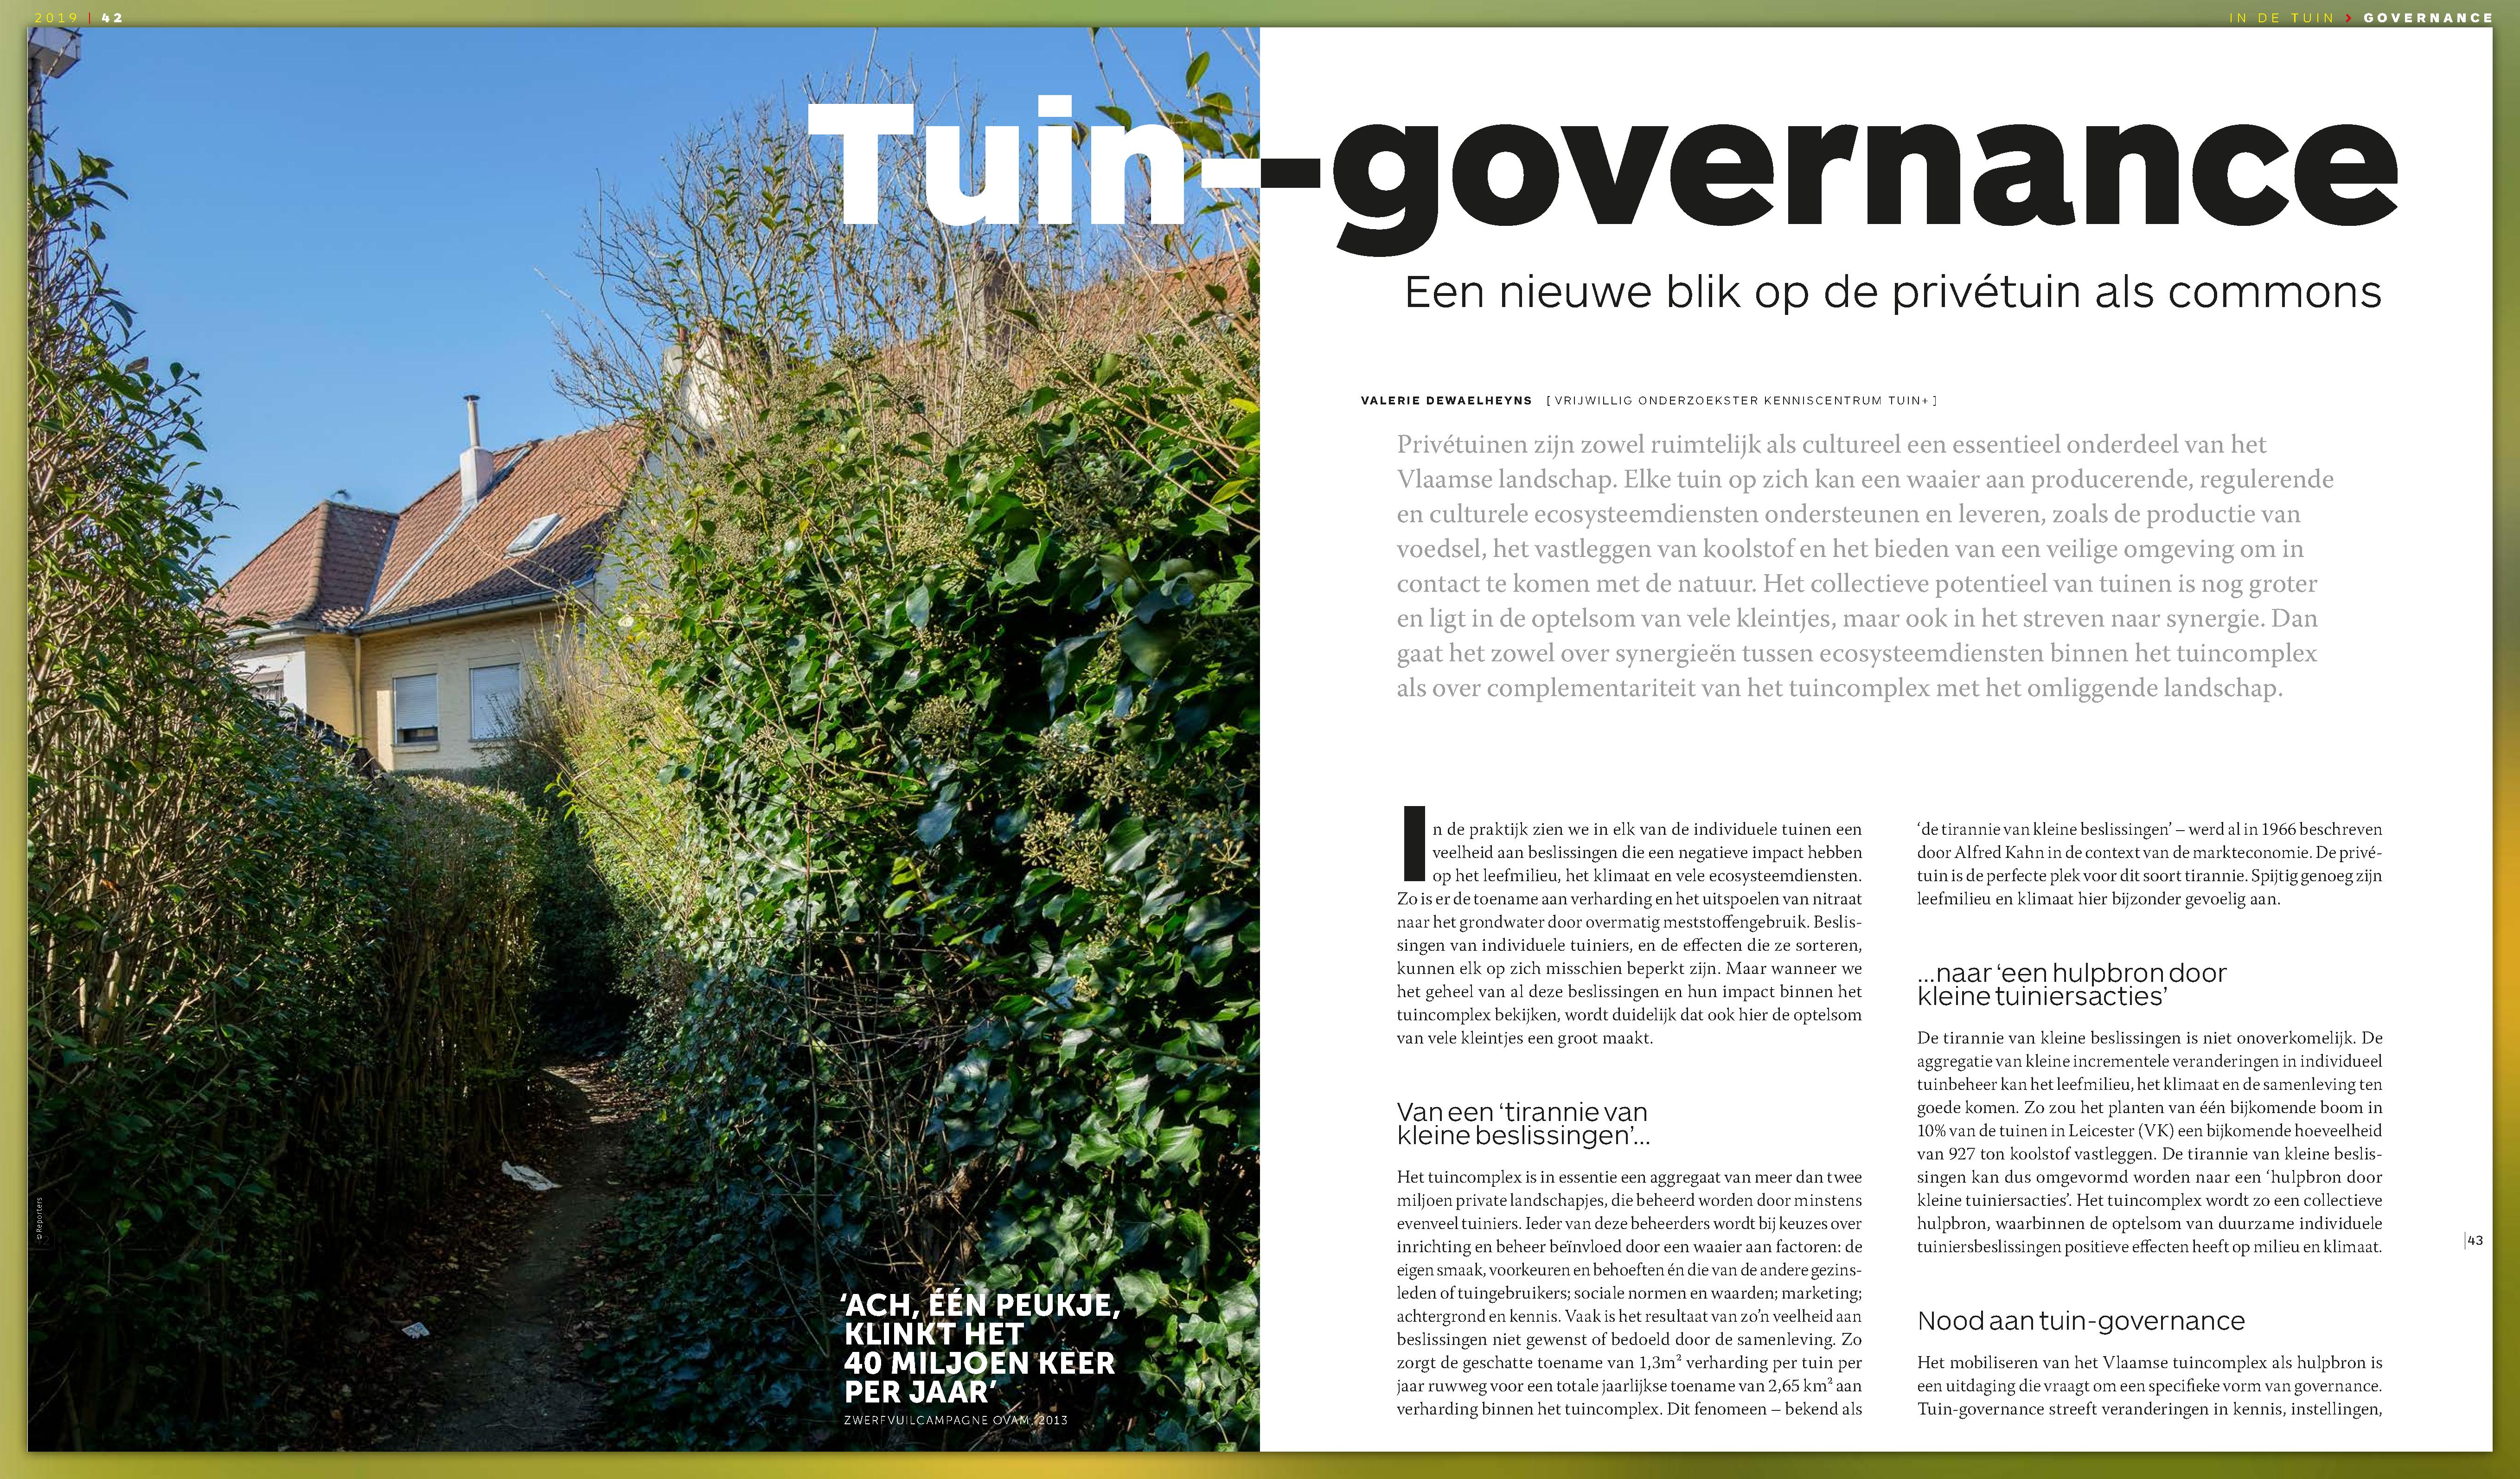 2019 | 42
IN DE TUIN > GOVERNANCE
Tuin--governance
Een nieuwe blik op de privétuin als commons
VALERIE DEWAELHEYNS [ VRIJWILLIG ONDERZOEKSTER KENNISCENTRUM TUIN+ ]
Privétuinen zijn zowel ruimtelijk als cultureel een essentieel onderdeel van het
Vlaamse landschap. Elke tuin op zich kan een waaier aan producerende, regulerende
en culturele ecosysteemdiensten ondersteunen en leveren, zoals de productie van
voedsel, het vastleggen van koolstof en het bieden van een veilige omgeving om in
contact te komen met de natuur. Het collectieve potentieel van tuinen is nog groter
en ligt in de optelsom van vele kleintjes, maar ook in het streven naar synergie. Dan
gaat het zowel over synergieën tussen ecosysteemdiensten binnen het tuincomplex
als over complementariteit van het tuincomplex met het omliggende landschap.
In de praktijk zien we in elk van de individuele tuinen een
veelheid aan beslissingen die een negatieve impact hebben
op het leefmilieu, het klimaat en vele ecosysteemdiensten.
Zo is er de toename aan verharding en het uitspoelen van nitraat
naar het grondwater door overmatig meststoffengebruik. Beslis-
singen van individuele tuiniers, en de effecten die ze sorteren,
kunnen elk op zich misschien beperkt zijn. Maar wanneer we
het geheel van al deze beslissingen en hun impact binnen het
tuincomplex bekijken, wordt duidelijk dat ook hier de optelsom
van vele kleintjes een groot maakt.
Van een ‘tirannie van
kleine beslissingen’...
Het tuincomplex is in essentie een aggregaat van meer dan twee
miljoen private landschapjes, die beheerd worden door minstens
evenveel tuiniers. Ieder van deze beheerders wordt bij keuzes over
inrichting en beheer beïnvloed door een waaier aan factoren: de
eigen smaak, voorkeuren en behoeften én die van de andere gezins-
leden of tuingebruikers; sociale normen en waarden; marketing;
achtergrond en kennis. Vaak is het resultaat van zo’n veelheid aan
beslissingen niet gewenst of bedoeld door de samenleving. Zo
zorgt de geschatte toename van 1,3m² verharding per tuin per
jaar ruwweg voor een totale jaarlijkse toename van 2,65 km² aan
verharding binnen het tuincomplex. Dit fenomeen – bekend als
‘de tirannie van kleine beslissingen’ – werd al in 1966 beschreven
door Alfred Kahn in de context van de markteconomie. De privé-
tuin is de perfecte plek voor dit soort tirannie. Spijtig genoeg zijn
leefmilieu en klimaat hier bijzonder gevoelig aan.
...naar ‘een hulpbron door
kleine tuiniersacties’
De tirannie van kleine beslissingen is niet onoverkomelijk. De
aggregatie van kleine incrementele veranderingen in individueel
tuinbeheer kan het leefmilieu, het klimaat en de samenleving ten
goede komen. Zo zou het planten van één bijkomende boom in
10% van de tuinen in Leicester (VK) een bijkomende hoeveelheid
van 927 ton koolstof vastleggen. De tirannie van kleine beslis-
singen kan dus omgevormd worden naar een ‘hulpbron door
kleine tuiniersacties’. Het tuincomplex wordt zo een collectieve
hulpbron, waarbinnen de optelsom van duurzame individuele
tuiniersbeslissingen positieve effecten heeft op milieu en klimaat.
Nood aan tuin-governance
Het mobiliseren van het Vlaamse tuincomplex als hulpbron is
een uitdaging die vraagt om een specifieke vorm van governance.
Tuin-governance streeft veranderingen in kennis, instellingen,
|43
‘ACH, ÉÉN PEUKJE,
KLINKT HET
40 MILJOEN KEER
PER JAAR’
ZWERFVUILCAMPAGNE OVAM, 2013
©Reporters